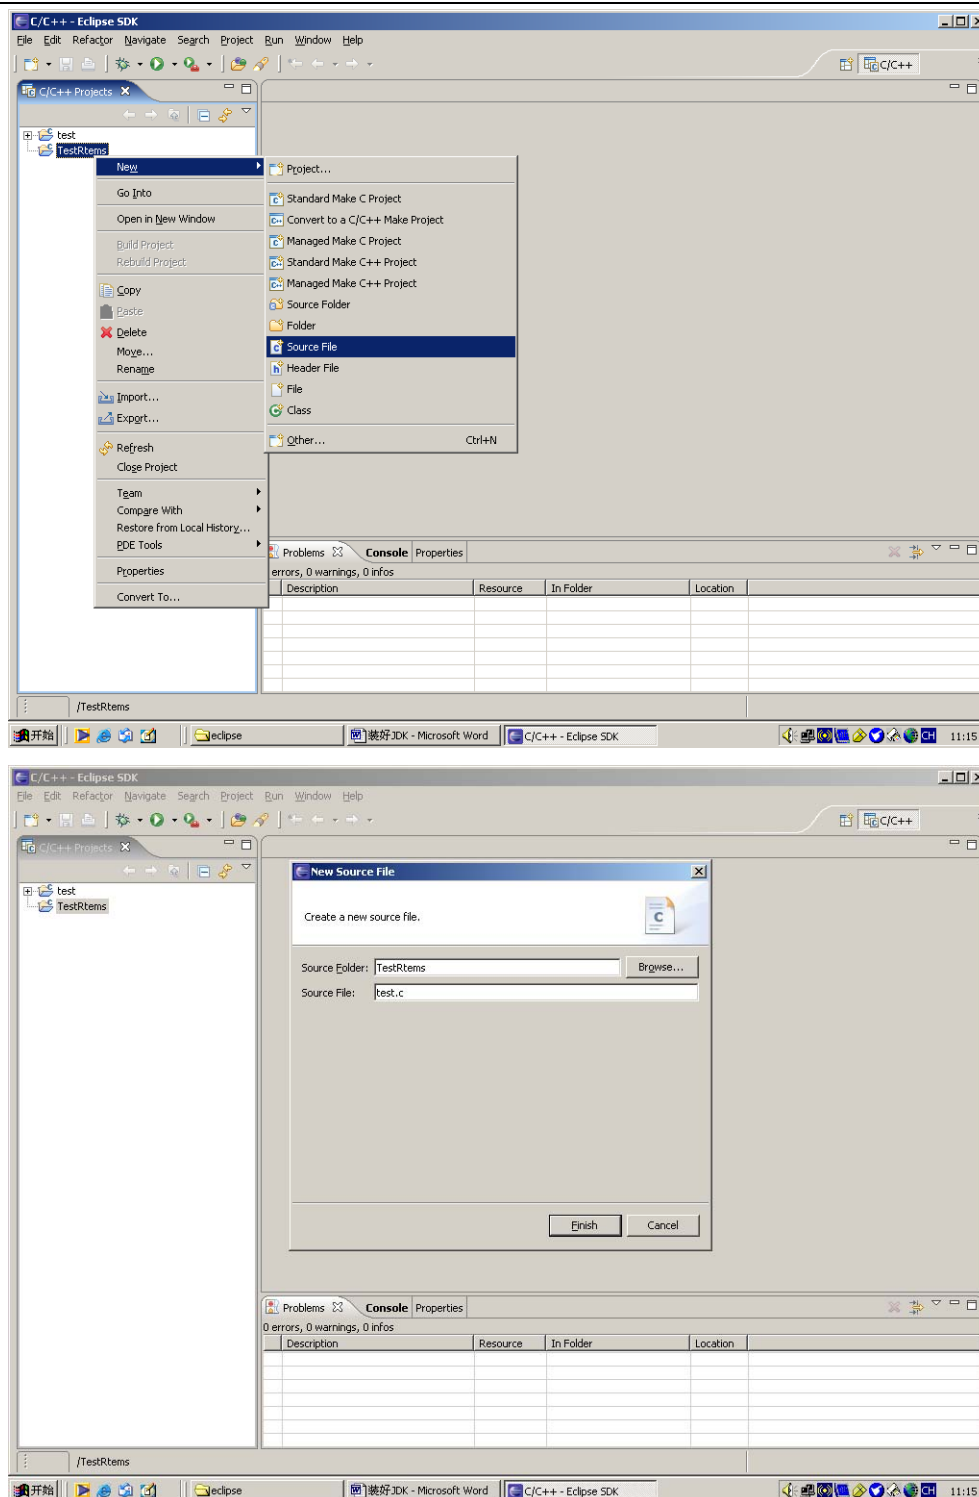 C/C++ - Eclipse SDK
File Edit Refactor Navigate Search Project Run Window Help
C/C++
C/C++ Projects
test
TestRtems
New
Project...
Go Into
Standard Make C Project
Open in New Window
Convert to a C/C++ Make Project
Build Project
Managed Make C Project
Rebuild Project
Standard Make C++ Project
Managed Make C++ Project
Copy
Source Folder
Paste
Folder
Delete
Source File
Move...
Header File
Rename
File
Import...
Class
Export...
Other... Ctrl+N
Refresh
Close Project
Team
Compare With
Restore from Local History...
PDE Tools
Properties
Convert To...
Problems Console Properties
errors, 0 warnings, 0 infos
Description Resource In Folder Location
/TestRtems
开始 eclipse 装好JDK - Microsoft Word C/C++ - Eclipse SDK CH 11:15
C/C++ - Eclipse SDK
File Edit Refactor Navigate Search Project Run Window Help
C/C++
C/C++ Projects
test
TestRtems
New Source File
Create a new source file.
Source Folder: TestRtems Browse...
Source File: test.c
Finish Cancel
Problems Console Properties
0 errors, 0 warnings, 0 infos
Description Resource In Folder Location
/TestRtems
开始 eclipse 装好JDK - Microsoft Word C/C++ - Eclipse SDK CH 11:15